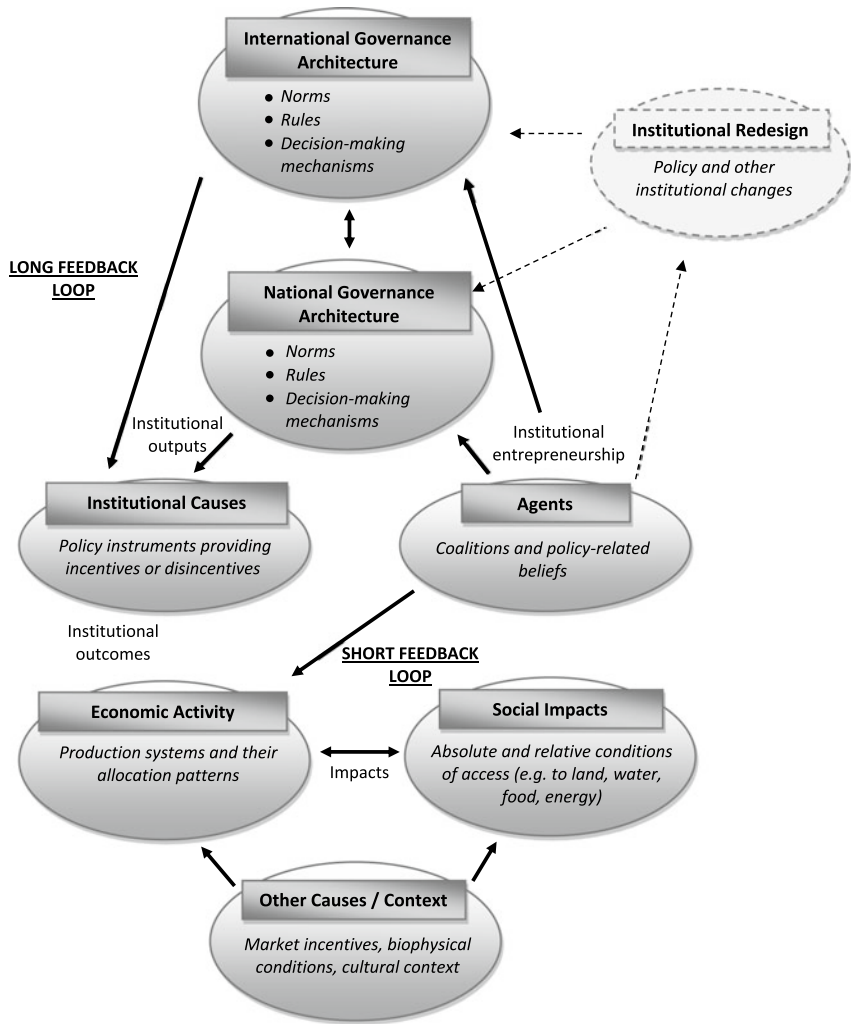 International Governance
Architecture
● Norms
● Rules
● Decision-making
mechanisms
Institutional Redesign
Policy and other
institutional changes
LONG FEEDBACK
LOOP
National Governance
Architecture
● Norms
● Rules
● Decision-making
mechanisms
Institutional
outputs
Institutional
entrepreneurship
Institutional Causes
Policy instruments providing
incentives or disincentives
Agents
Coalitions and policy-related
beliefs
Institutional
outcomes
SHORT FEEDBACK
LOOP
Economic Activity
Production systems and their
allocation patterns
Impacts
Social Impacts
Absolute and relative conditions
of access (e.g. to land, water,
food, energy)
Other Causes / Context
Market incentives, biophysical
conditions, cultural context